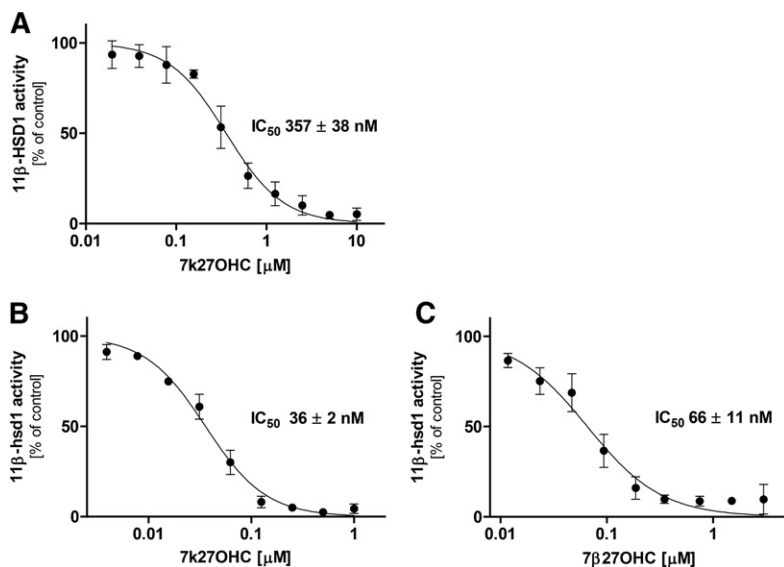 A
11β-HSD1 activity
[% of control]
100
50
0
IC50 357 ± 38 nM
0.01
0.1
1
10
7k27OHC [µM]
B
11β-hsd1 activity
[% of control]
100
50
0
IC50 36 ± 2 nM
0.01
0.1
1
7k27OHC [µM]
C
11β-hsd1 activity
[% of control]
100
50
0
IC50 66 ± 11 nM
0.01
0.1
1
7β27OHC [µM]